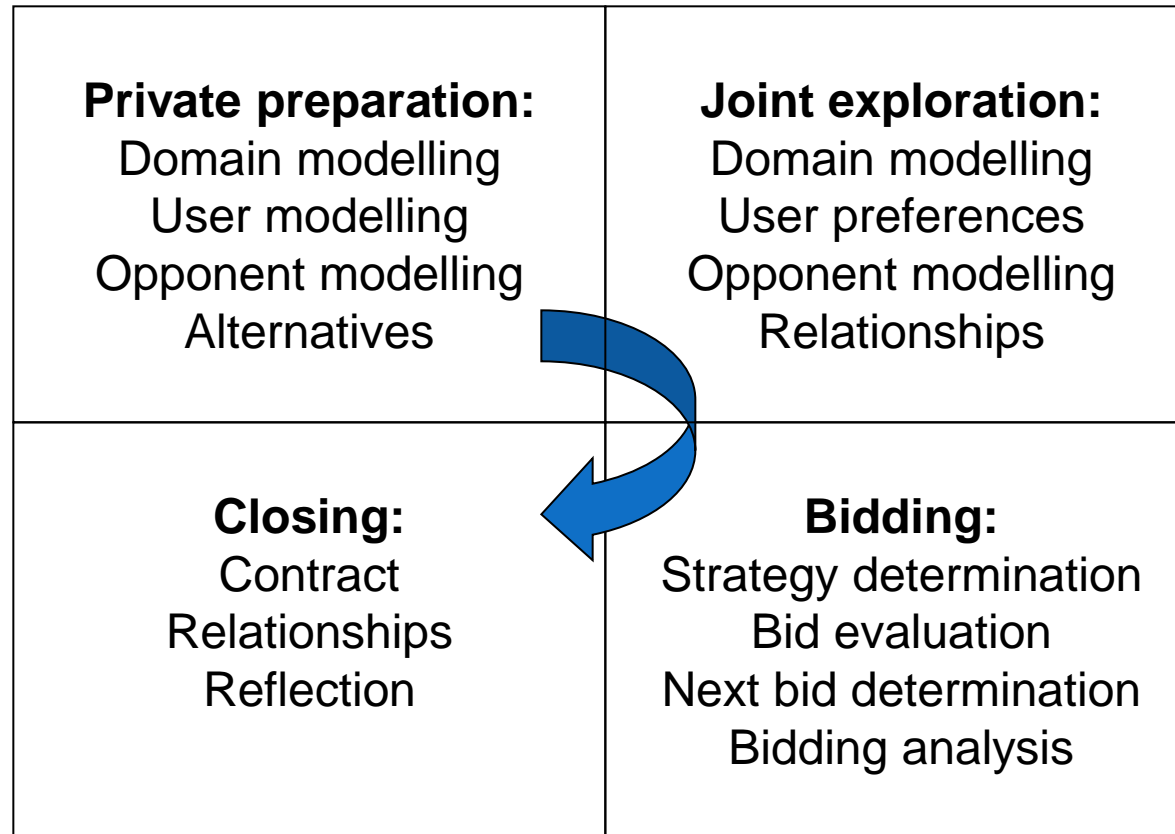 Private preparation:
Domain modelling
User modelling
Opponent modelling
Alternatives
Joint exploration:
Domain modelling
User preferences
Opponent modelling
Relationships
Closing:
Contract
Relationships
Reflection
Bidding:
Strategy determination
Bid evaluation
Next bid determination
Bidding analysis